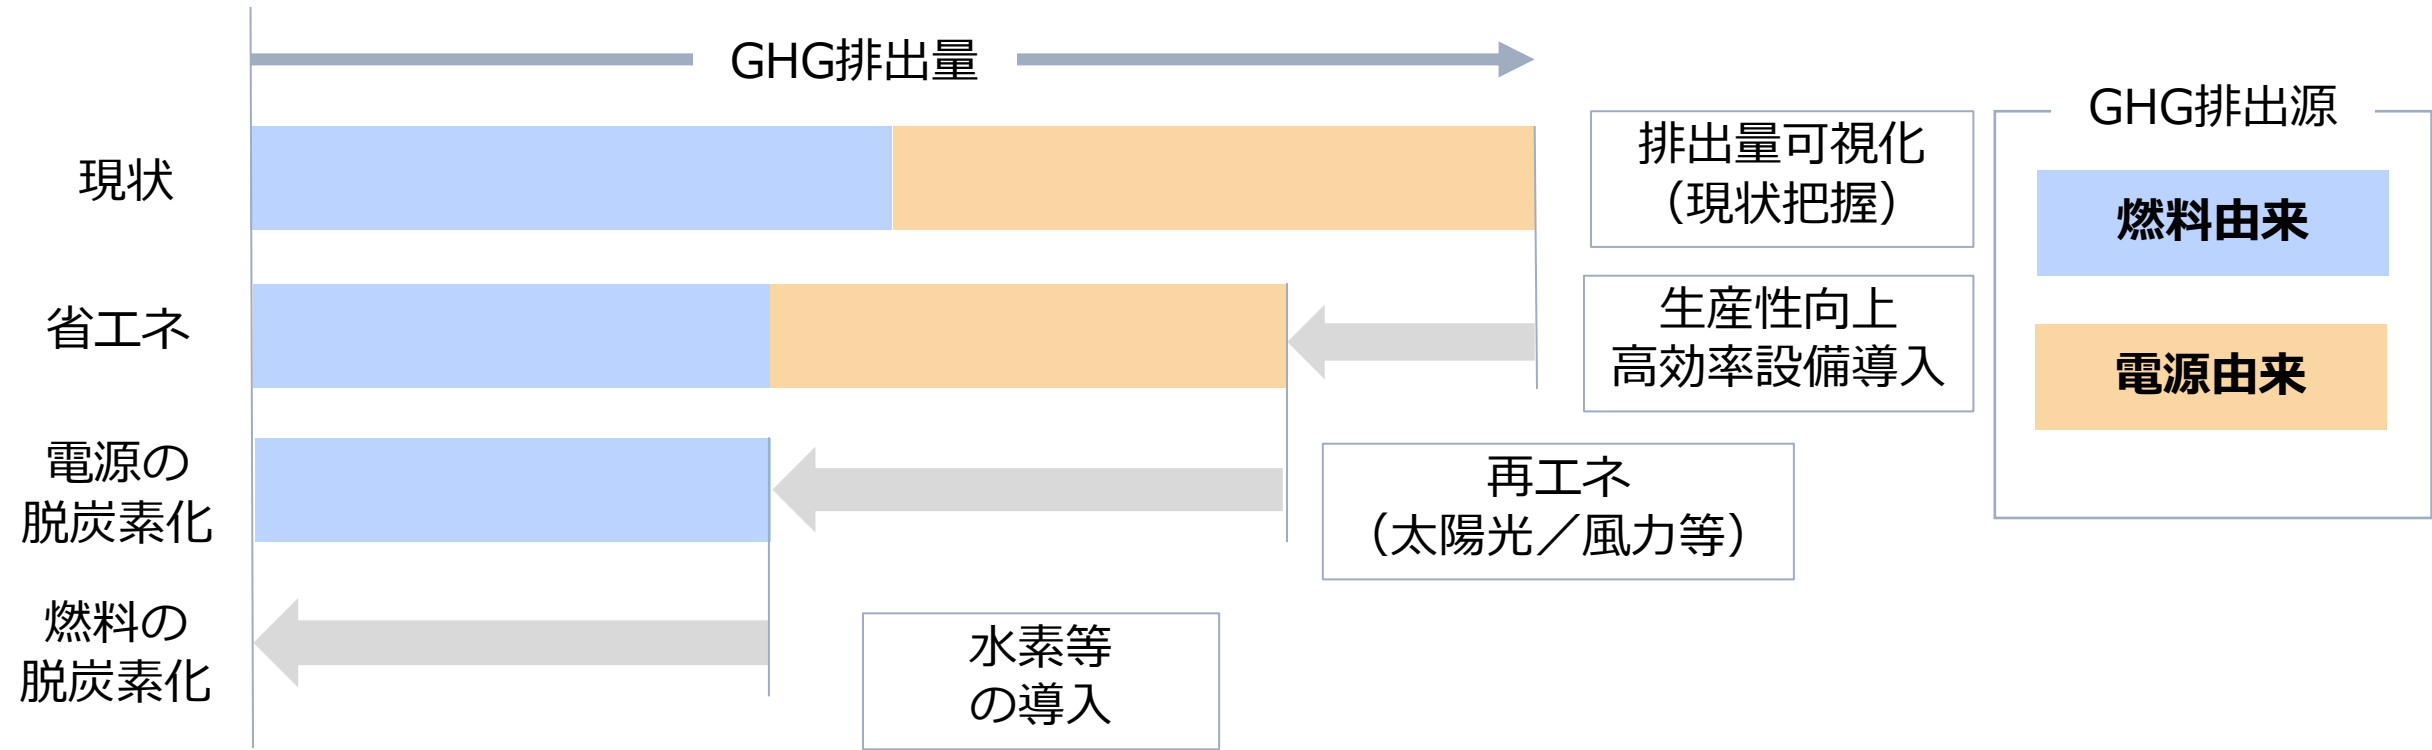 GHG排出量
現状
排出量可視化
（現状把握）
省エネ
生産性向上
高効率設備導入
電源の
脱炭素化
再エネ
（太陽光／風力等）
燃料の
脱炭素化
水素等
の導入
GHG排出源
燃料由来
電源由来